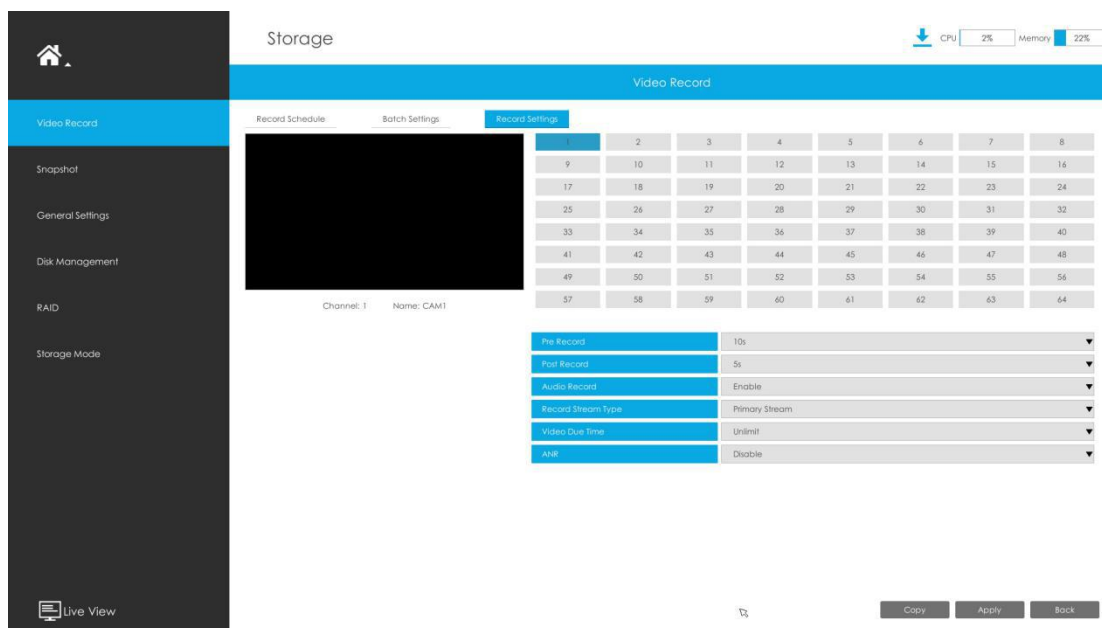 Storage
CPU 2% Memory 22%
Video Record
Video Record
Snapshot
General Settings
Disk Management
RAID
Storage Mode
Live View
Record Schedule Batch Settings Record Settings
1 2 3 4 5 6 7 8
9 10 11 12 13 14 15 16
17 18 19 20 21 22 23 24
25 26 27 28 29 30 31 32
33 34 35 36 37 38 39 40
41 42 43 44 45 46 47 48
49 50 51 52 53 54 55 56
57 58 59 60 61 62 63 64
Channel: 1 Name: CAM1
Pre Record 10s
Post Record 5s
Audio Record Enable
Record Stream Type Primary Stream
Video Due Time Unlimit
ANR Disable
Copy Apply Back